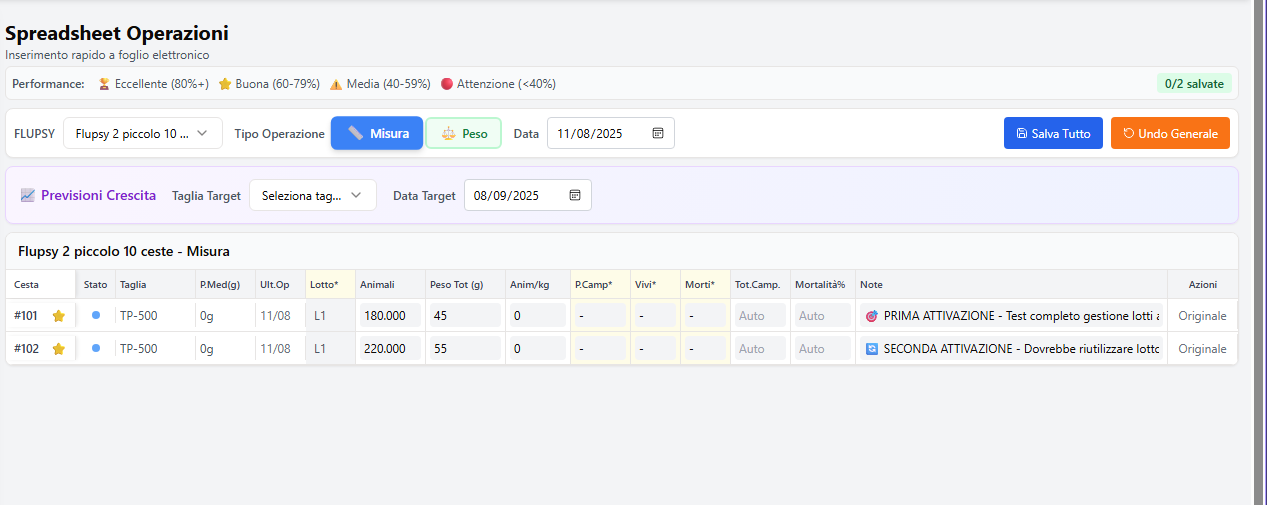 Spreadsheet Operazioni
Inserimento rapido a foglio elettronico
Performance: Eccellente (80%+) Buona (60-79%) Media (40-59%) Attenzione (<40%) 0/2 salvate
FLUPSY Flupsy 2 piccolo 10 ... Tipo Operazione Misura Peso Data 11/08/2025 Salva Tutto Undo Generale
Previsioni Crescita Taglia Target Seleziona tag... Data Target 08/09/2025
Flupsy 2 piccolo 10 ceste - Misura
Cesta Stato Taglia P.Med(g) Ult.Op Lotto* Animali Peso Tot (g) Anim/kg P.Camp* Vivi* Morti* Tot.Camp. Mortalità% Note Azioni
#101 TP-500 0g 11/08 L1 180.000 45 0 - - - Auto Auto PRIMA ATTIVAZIONE - Test completo gestione lotti a Originale
#102 TP-500 0g 11/08 L1 220.000 55 0 - - - Auto Auto SECONDA ATTIVAZIONE - Dovrebbe riutilizzare lotto Originale